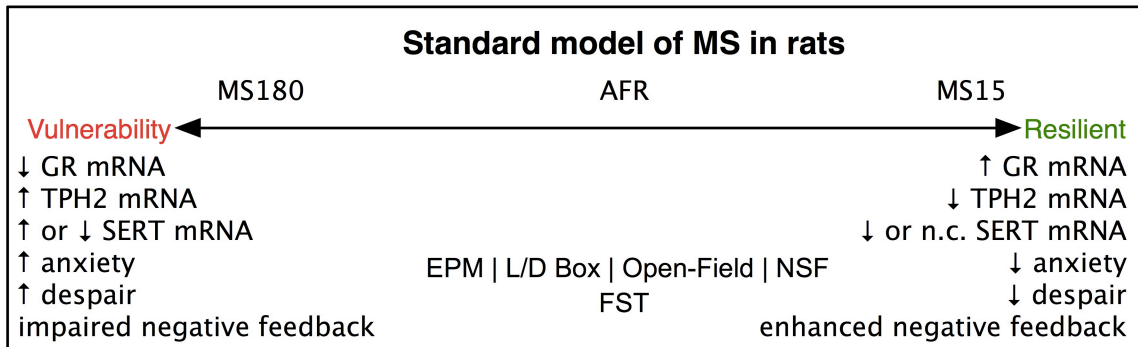 Standard model of MS in rats
MS180 AFR MS15
Vulnerability Resilient
↓ GR mRNA ↑ GR mRNA
↑ TPH2 mRNA ↓ TPH2 mRNA
↑ or ↓ SERT mRNA ↓ or n.c. SERT mRNA
↑ anxiety EPM | L/D Box | Open-Field | NSF ↓ anxiety
↑ despair FST ↓ despair
impaired negative feedback enhanced negative feedback